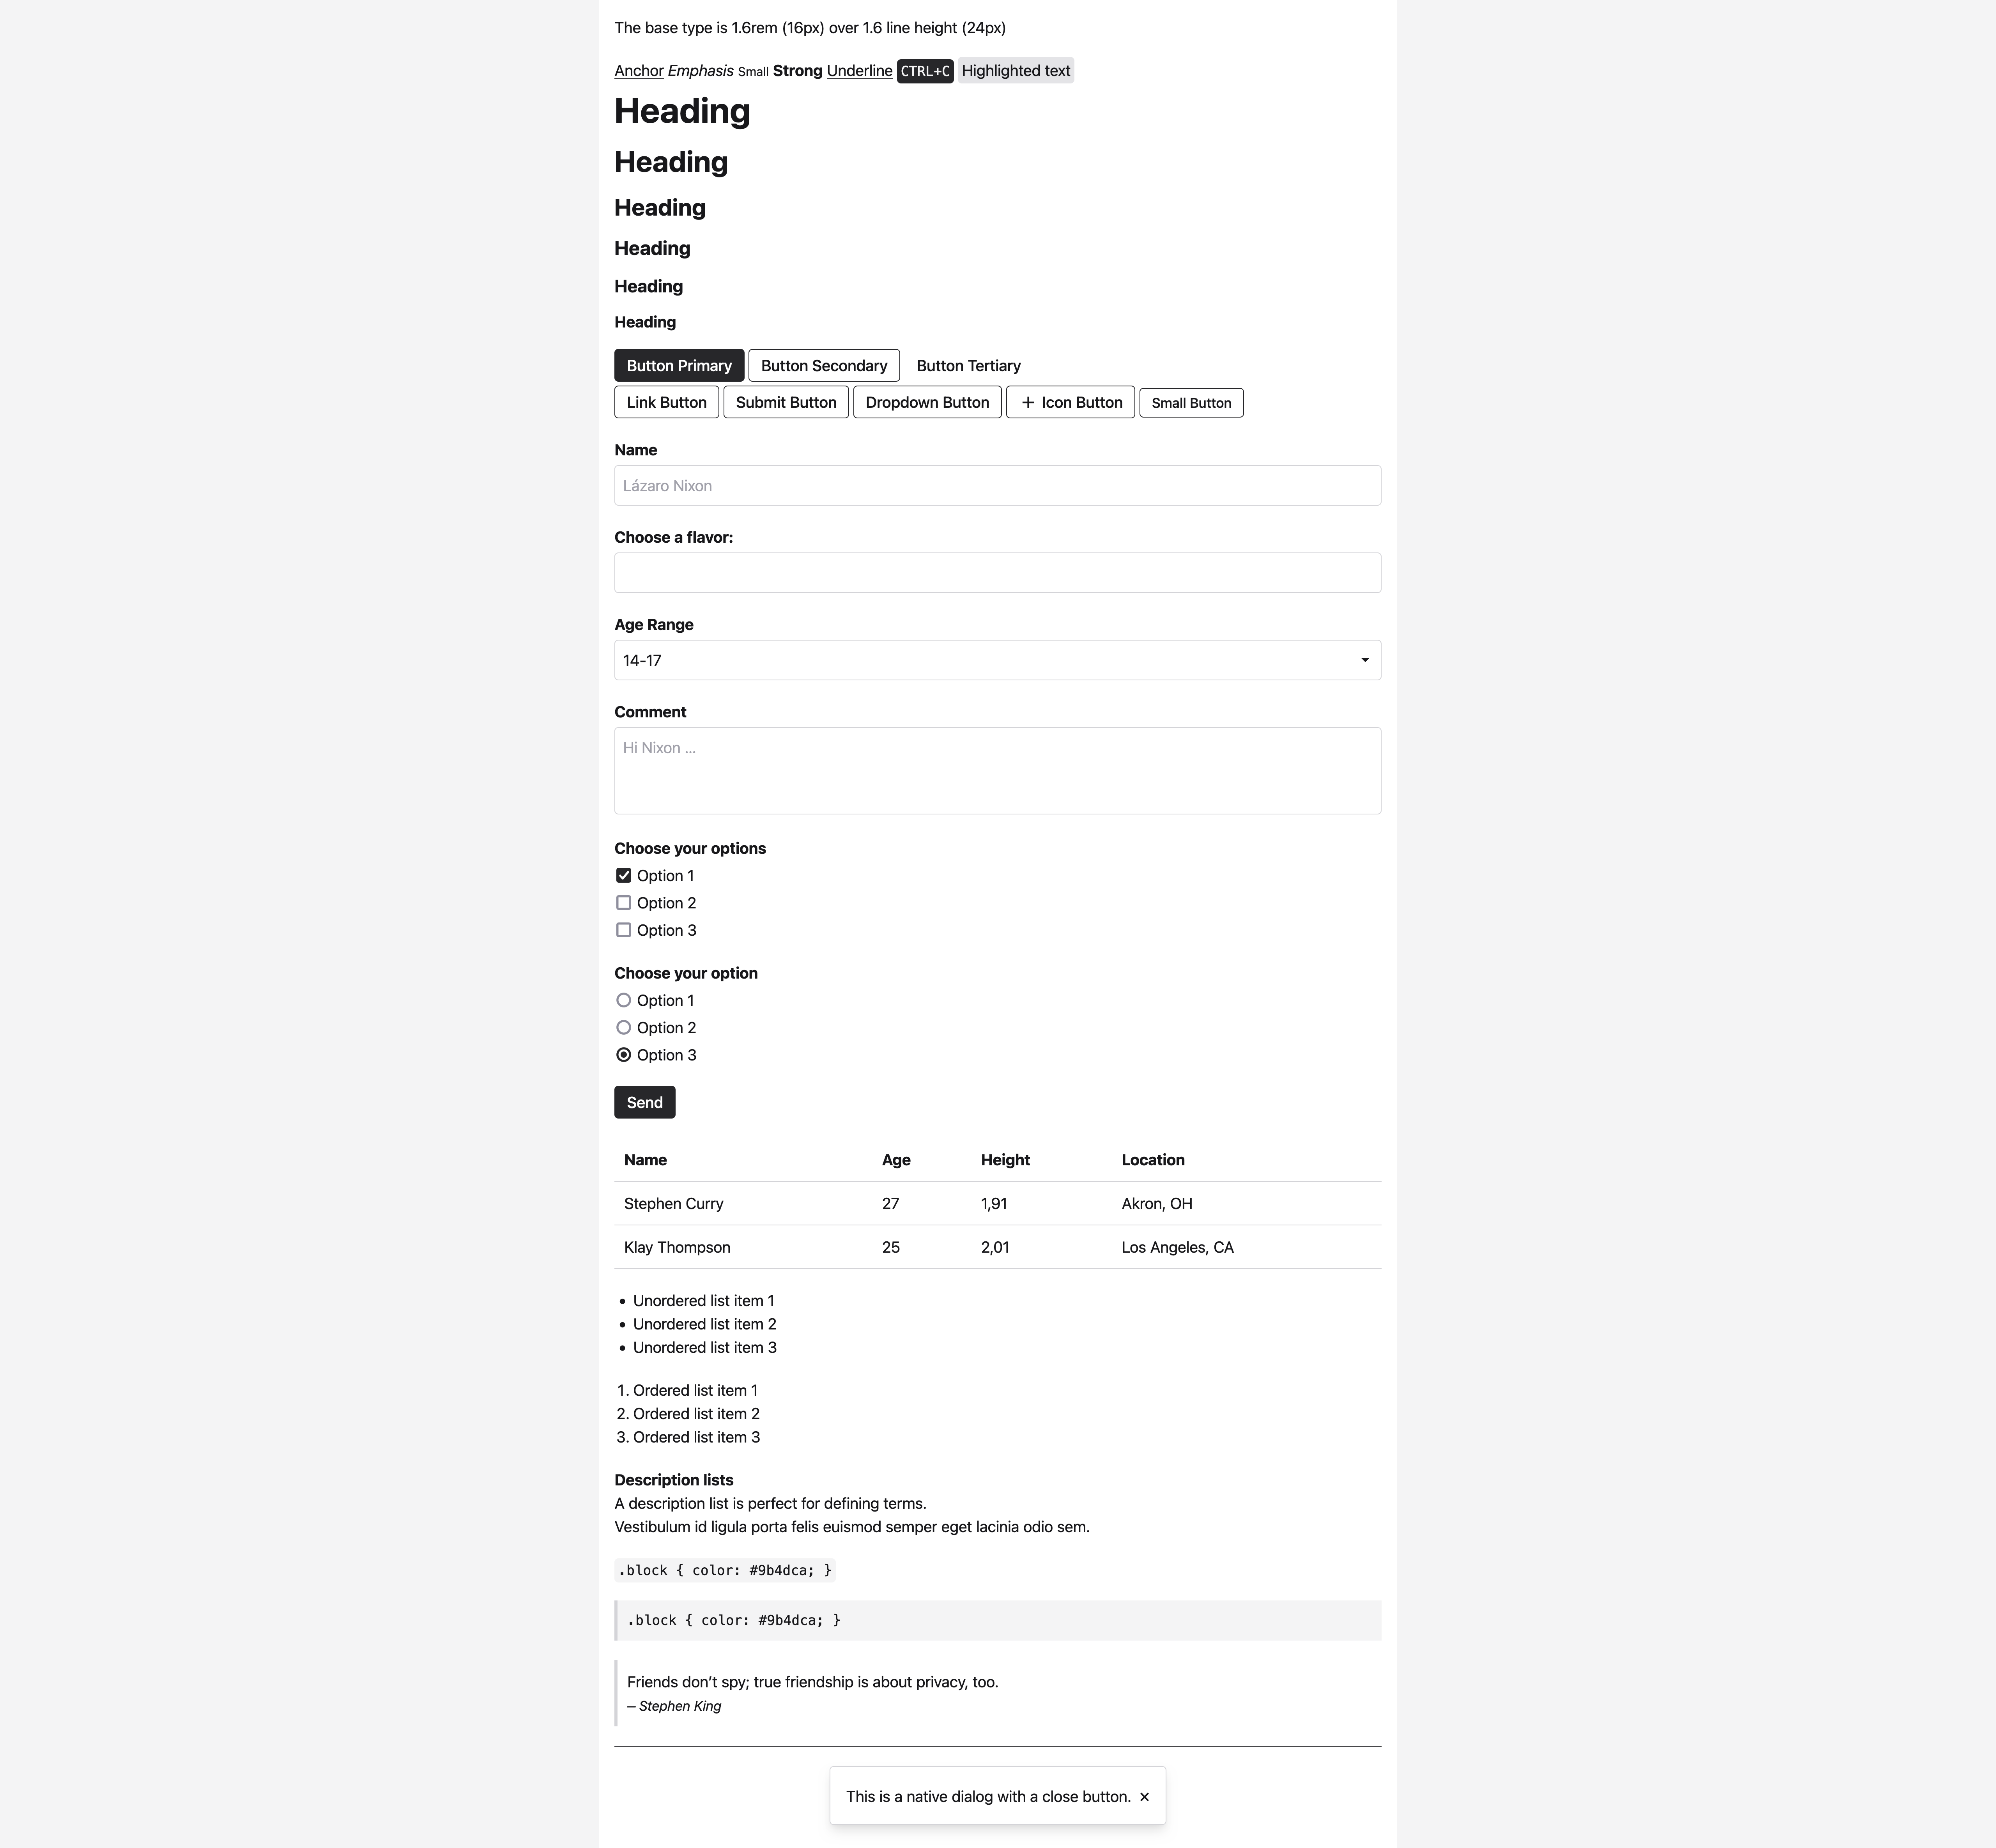 The base type is 1.6rem (16px) over 1.6 line height (24px)
Anchor Emphasis Small Strong Underline CTRL+C Highlighted text
Heading
Heading
Heading
Heading
Heading
Heading
Button Primary Button Secondary Button Tertiary
Link Button Submit Button Dropdown Button + Icon Button Small Button
Name
Lázaro Nixon
Choose a flavor:
Age Range
14-17
Comment
Hi Nixon ...
Choose your options
Option 1
Option 2
Option 3
Choose your option
Option 1
Option 2
Option 3
Send
Name Age Height Location
Stephen Curry 27 1,91 Akron, OH
Klay Thompson 25 2,01 Los Angeles, CA
• Unordered list item 1
• Unordered list item 2
• Unordered list item 3
1. Ordered list item 1
2. Ordered list item 2
3. Ordered list item 3
Description lists
A description list is perfect for defining terms.
Vestibulum id ligula porta felis euismod semper eget lacinia odio sem.
.block { color: #9b4dca; }
.block { color: #9b4dca; }
Friends don’t spy; true friendship is about privacy, too.
— Stephen King
This is a native dialog with a close button. ×